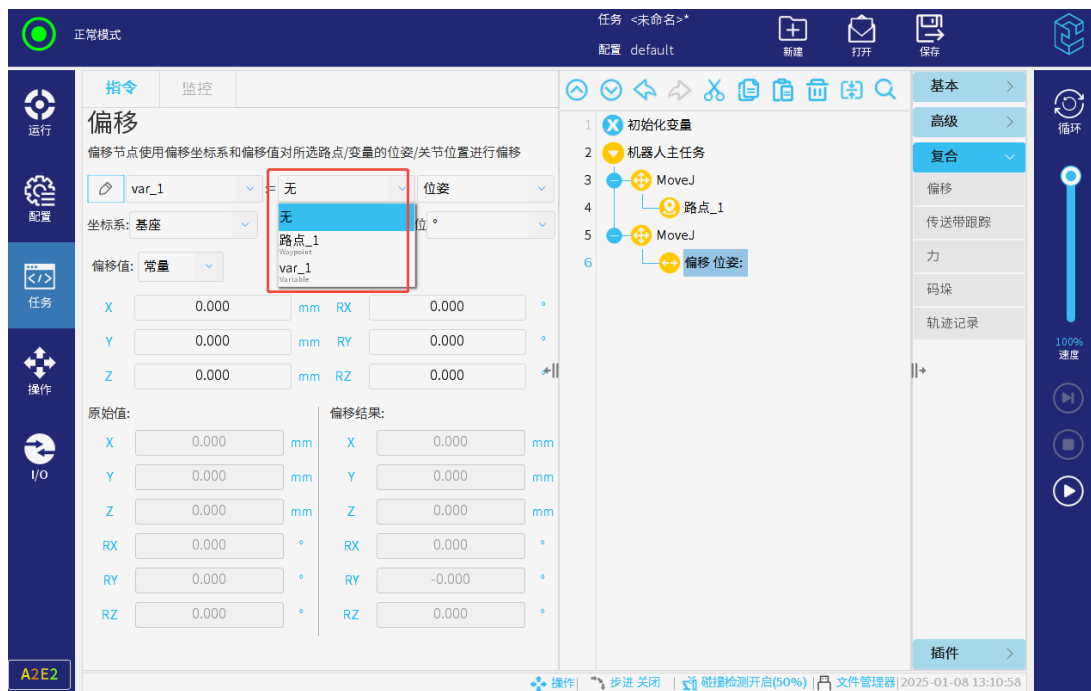 正常模式
任务 <未命名>*
配置 default
新建
打开
保存
运行
配置
任务
操作
I/O
A2E2
指令 监控
偏移
偏移节点使用偏移坐标系和偏移值对所选路点/变量的位姿/关节位置进行偏移
var_1 = 无 位姿
坐标系: 基座 位 °
无
路点_1
Waypoint
var_1
Variable
偏移值: 常量
X 0.000 mm RX 0.000 °
Y 0.000 mm RY 0.000 °
Z 0.000 mm RZ 0.000 °
原始值: 偏移结果:
X 0.000 mm X 0.000 mm
Y 0.000 mm Y 0.000 mm
Z 0.000 mm Z 0.000 mm
RX 0.000 ° RX 0.000 °
RY 0.000 ° RY -0.000 °
RZ 0.000 ° RZ 0.000 °
1 初始化变量
2 机器人主任务
3 MoveJ
4 路点_1
5 MoveJ
6 偏移 位姿:
基本
高级
复合
偏移
传送带跟踪
力
码垛
轨迹记录
插件
循环
100%
速度
操作 步进 关闭 碰撞检测开启(50%) 文件管理器 2025-01-08 13:10:58